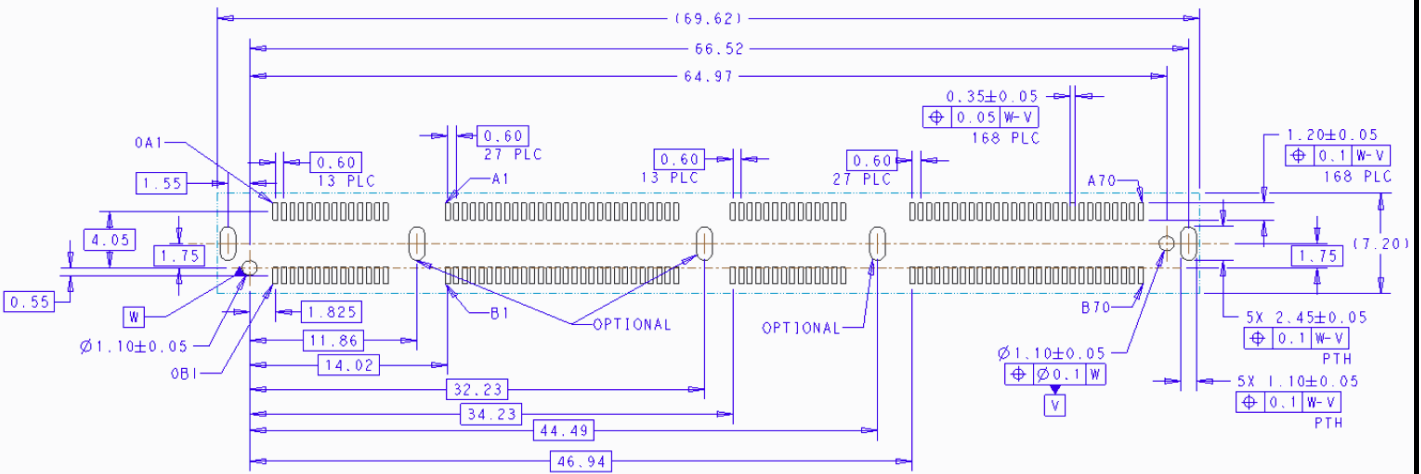 (69.62)
66.52
64.97
0.35±0.05
⌖ 0.05 W-V
168 PLC
0A1
0.60
27 PLC
0.60
13 PLC
0.60
13 PLC
0.60
27 PLC
1.20±0.05
⌖ 0.1 W-V
168 PLC
1.55
A1
A70
4.05
1.75
(7.20)
1.75
0.55
W
1.825
B1
OPTIONAL
OPTIONAL
B70
5X 2.45±0.05
⌖ 0.1 W-V
PTH
Ø1.10±0.05
0B1
11.86
14.02
Ø1.10±0.05
⌖ Ø0.1 W
V
5X 1.10±0.05
⌖ 0.1 W-V
PTH
32.23
34.23
44.49
46.94